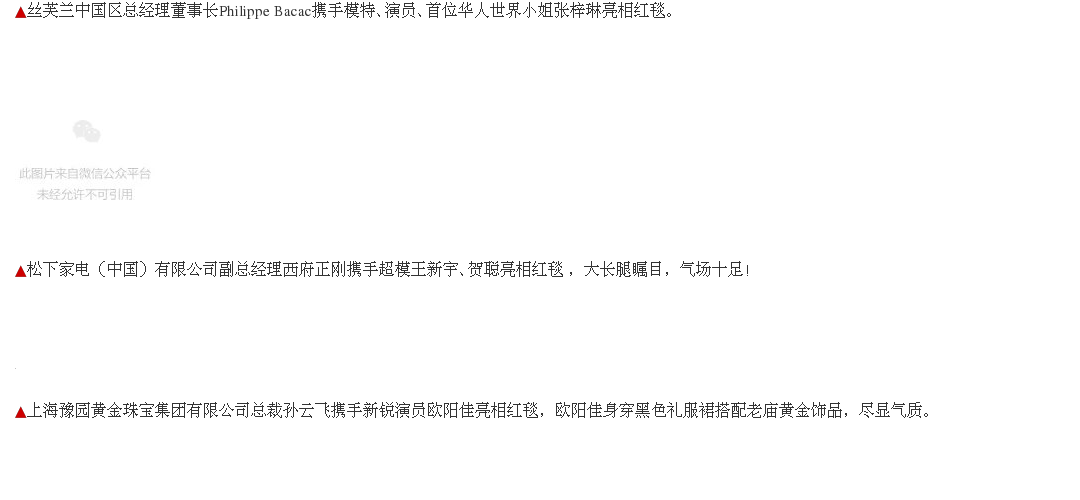 ▲丝芙兰中国区总经理董事长Philippe Bacac携手模特、演员、首位华人世界小姐张梓琳亮相红毯。
此图片来自微信公众平台
未经允许不可引用
▲松下家电（中国）有限公司副总经理西府正刚携手超模王新宇、贺聪亮相红毯 ，大长腿瞩目，气场十足!
▲上海豫园黄金珠宝集团有限公司总裁孙云飞携手新锐演员欧阳佳亮相红毯，欧阳佳身穿黑色礼服裙搭配老庙黄金饰品，尽显气质。